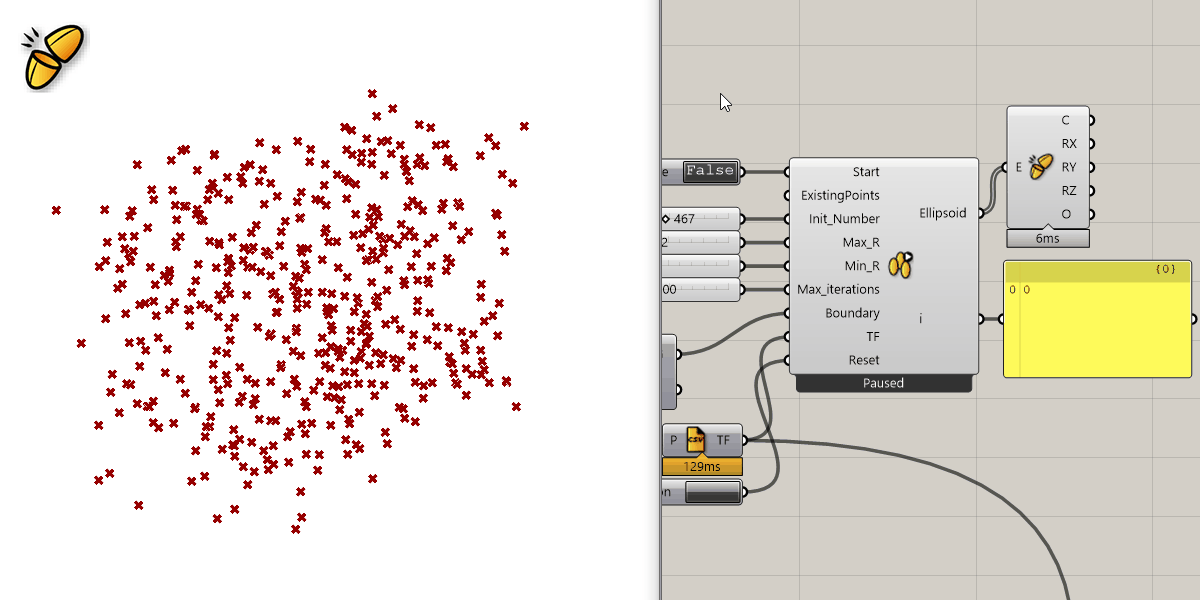 e False
467
2
00
Start
ExistingPoints
Init_Number
Max_R
Min_R
Max_iterations
Boundary
TF
Reset
Ellipsoid
i
Paused
E
C
RX
RY
RZ
O
6ms
{0}
0 0
P CSV TF
129ms
on